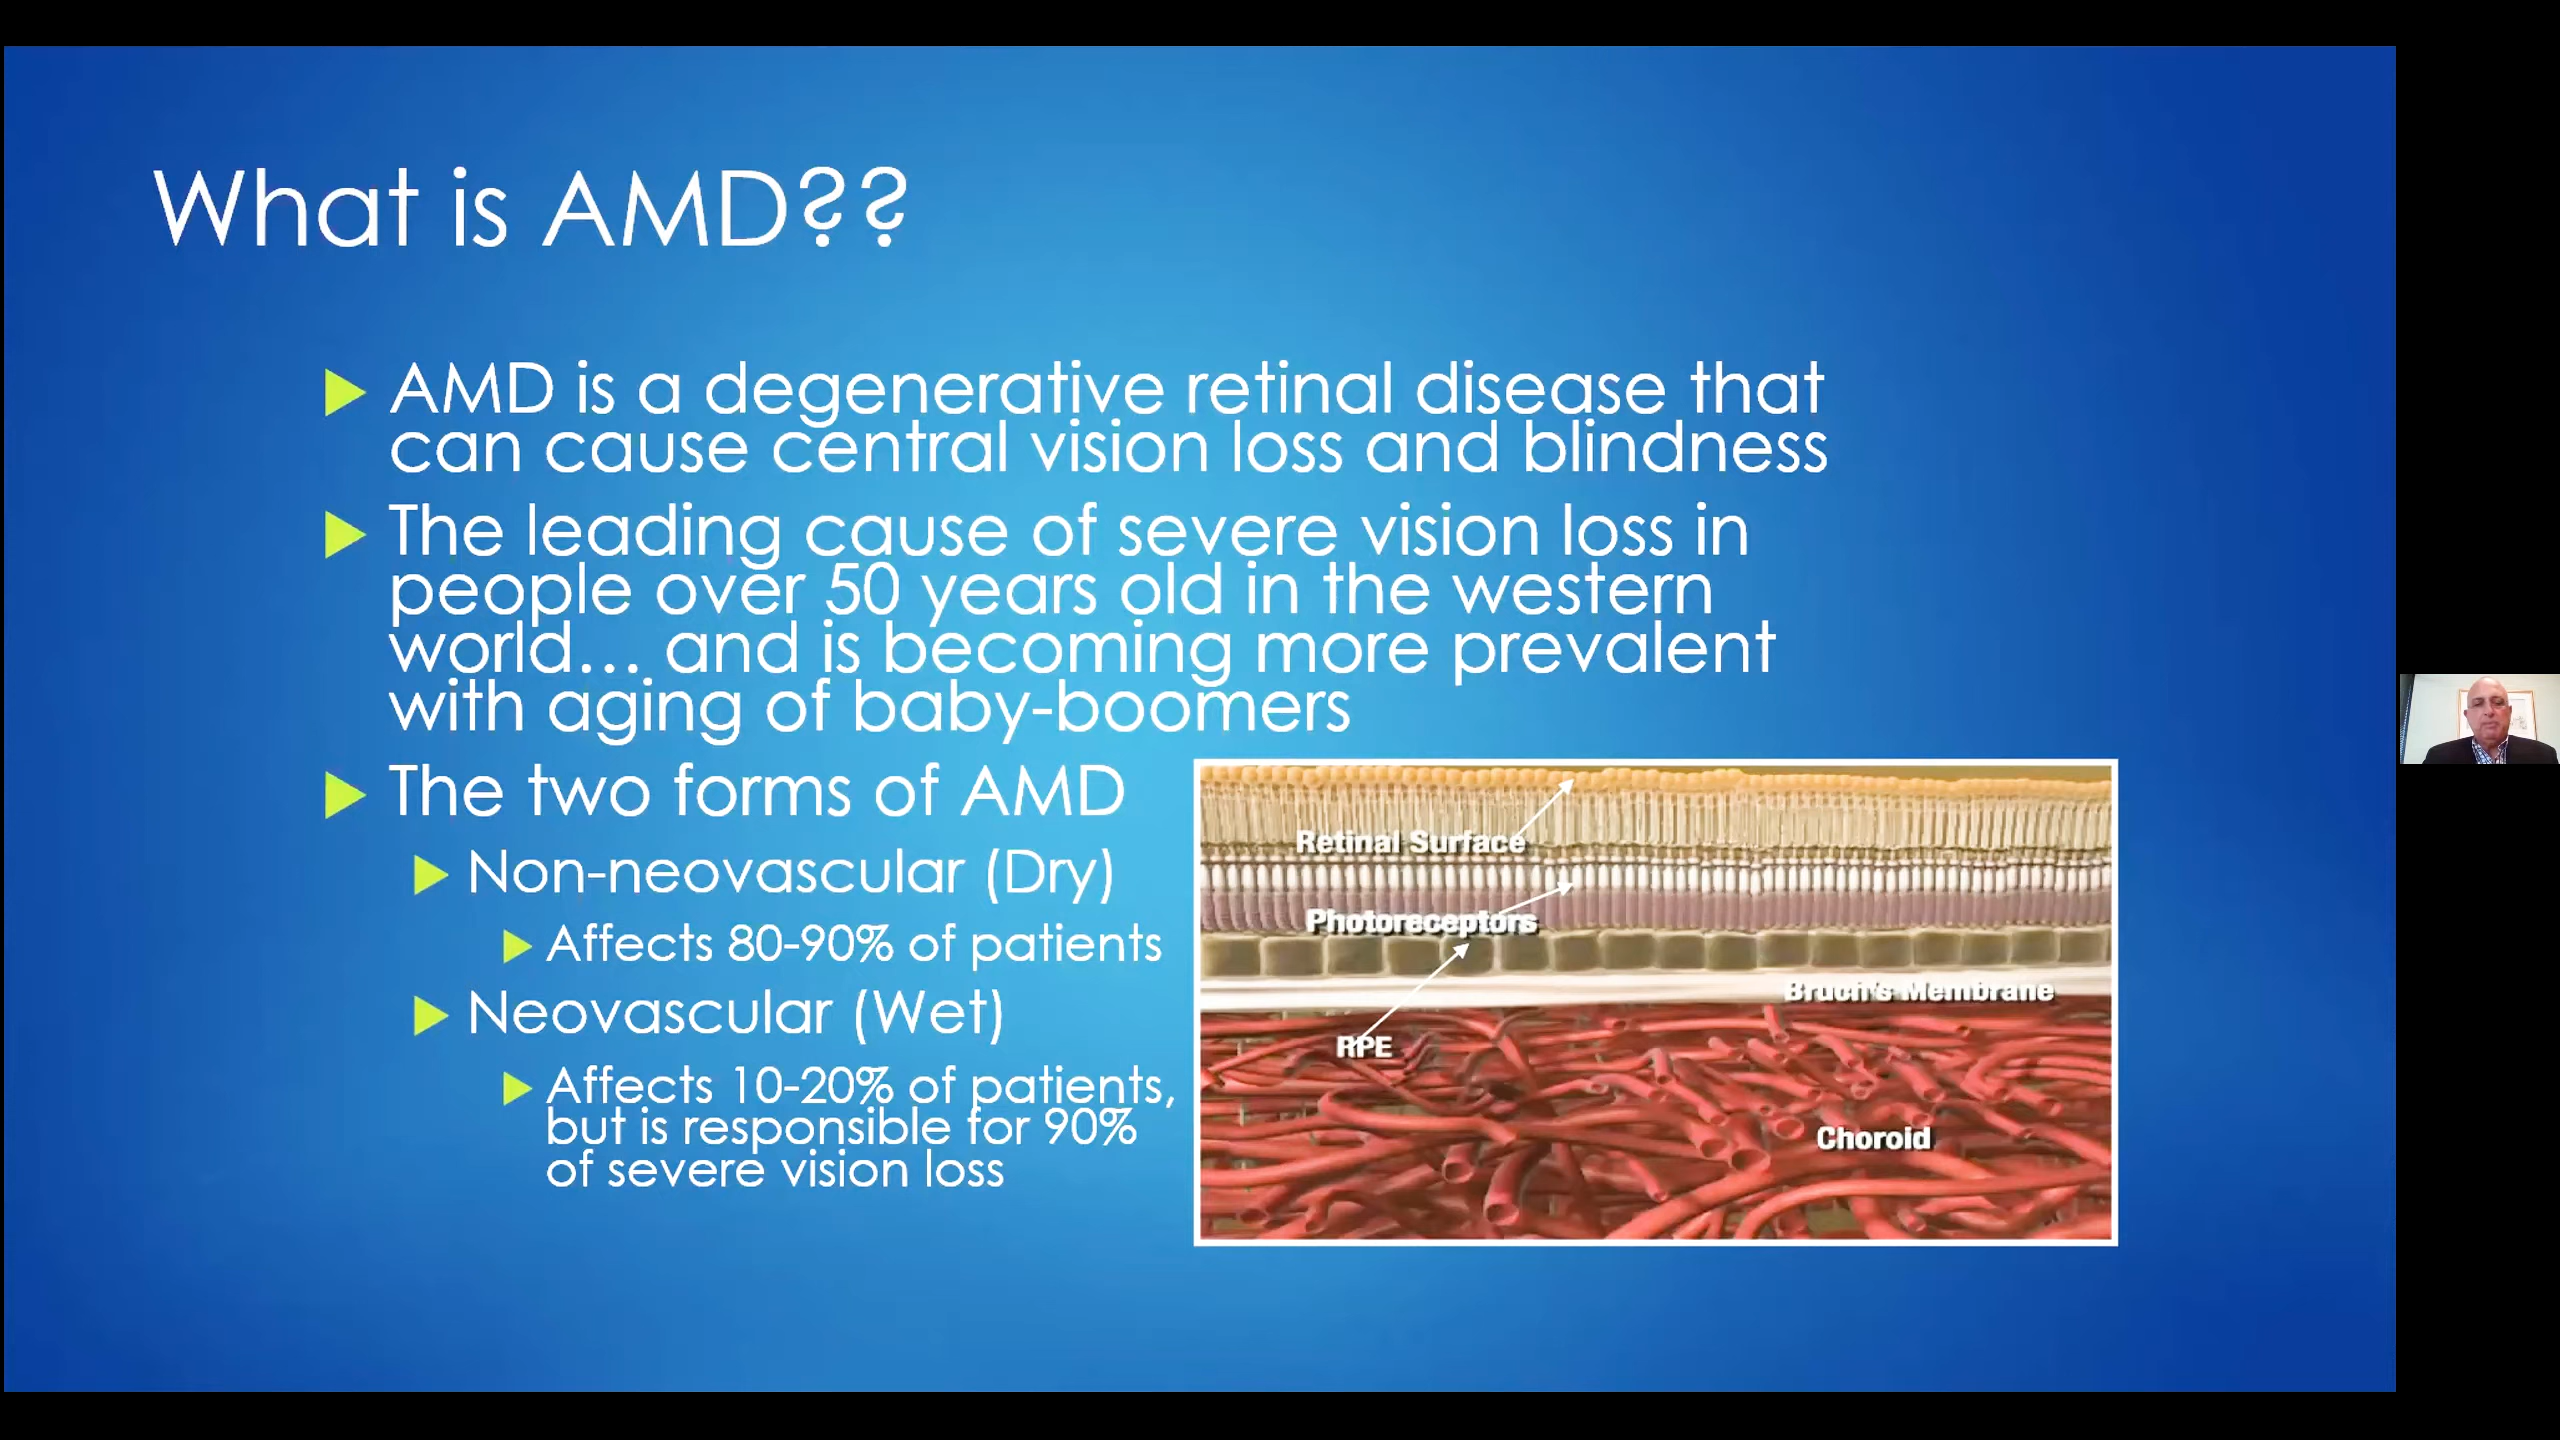 What is AMD??
AMD is a degenerative retinal disease that
can cause central vision loss and blindness
The leading cause of severe vision loss in
people over 50 years old in the western
world… and is becoming more prevalent
with aging of baby-boomers
The two forms of AMD
Non-neovascular (Dry)
Affects 80-90% of patients
Neovascular (Wet)
Affects 10-20% of patients,
but is responsible for 90%
of severe vision loss
Retinal Surface
Photoreceptors
Bruch's Membrane
RPE
Choroid